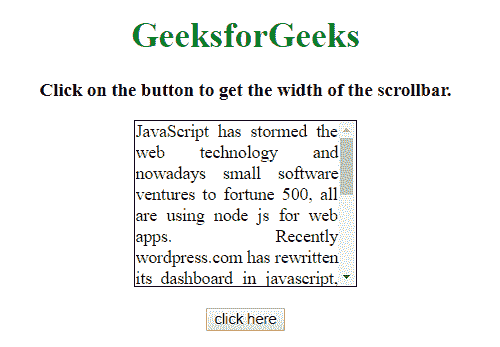 GeeksforGeeks
Click on the button to get the width of the scrollbar.
JavaScript has stormed the
web technology and
nowadays small software
ventures to fortune 500, all
are using node js for web
apps. Recently
wordpress.com has rewritten
its dashboard in javascript,
click here